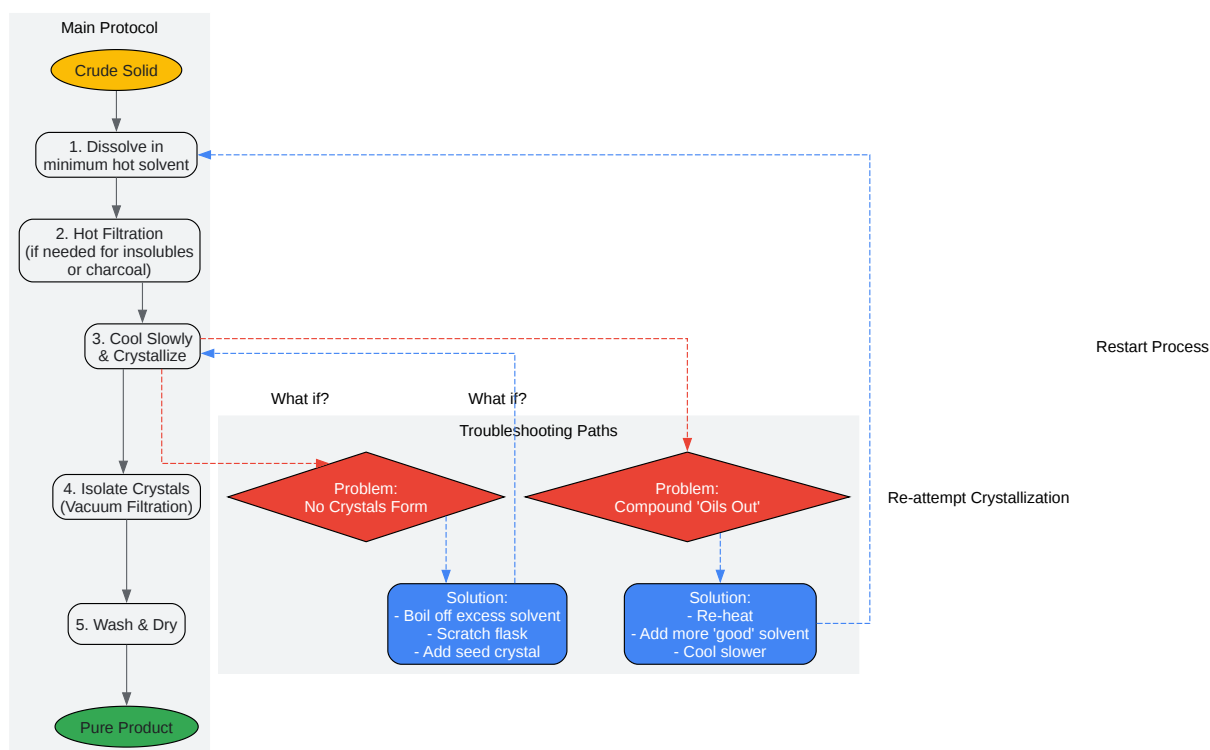 Main Protocol
Crude Solid
1. Dissolve in
minimum hot solvent
2. Hot Filtration
(if needed for insolubles
or charcoal)
3. Cool Slowly
& Crystallize
4. Isolate Crystals
(Vacuum Filtration)
5. Wash & Dry
Pure Product
What if?
What if?
Troubleshooting Paths
Problem:
No Crystals Form
Problem:
Compound 'Oils Out'
Solution:
- Boil off excess solvent
- Scratch flask
- Add seed crystal
Solution:
- Re-heat
- Add more 'good' solvent
- Cool slower
Re-attempt Crystallization
Restart Process